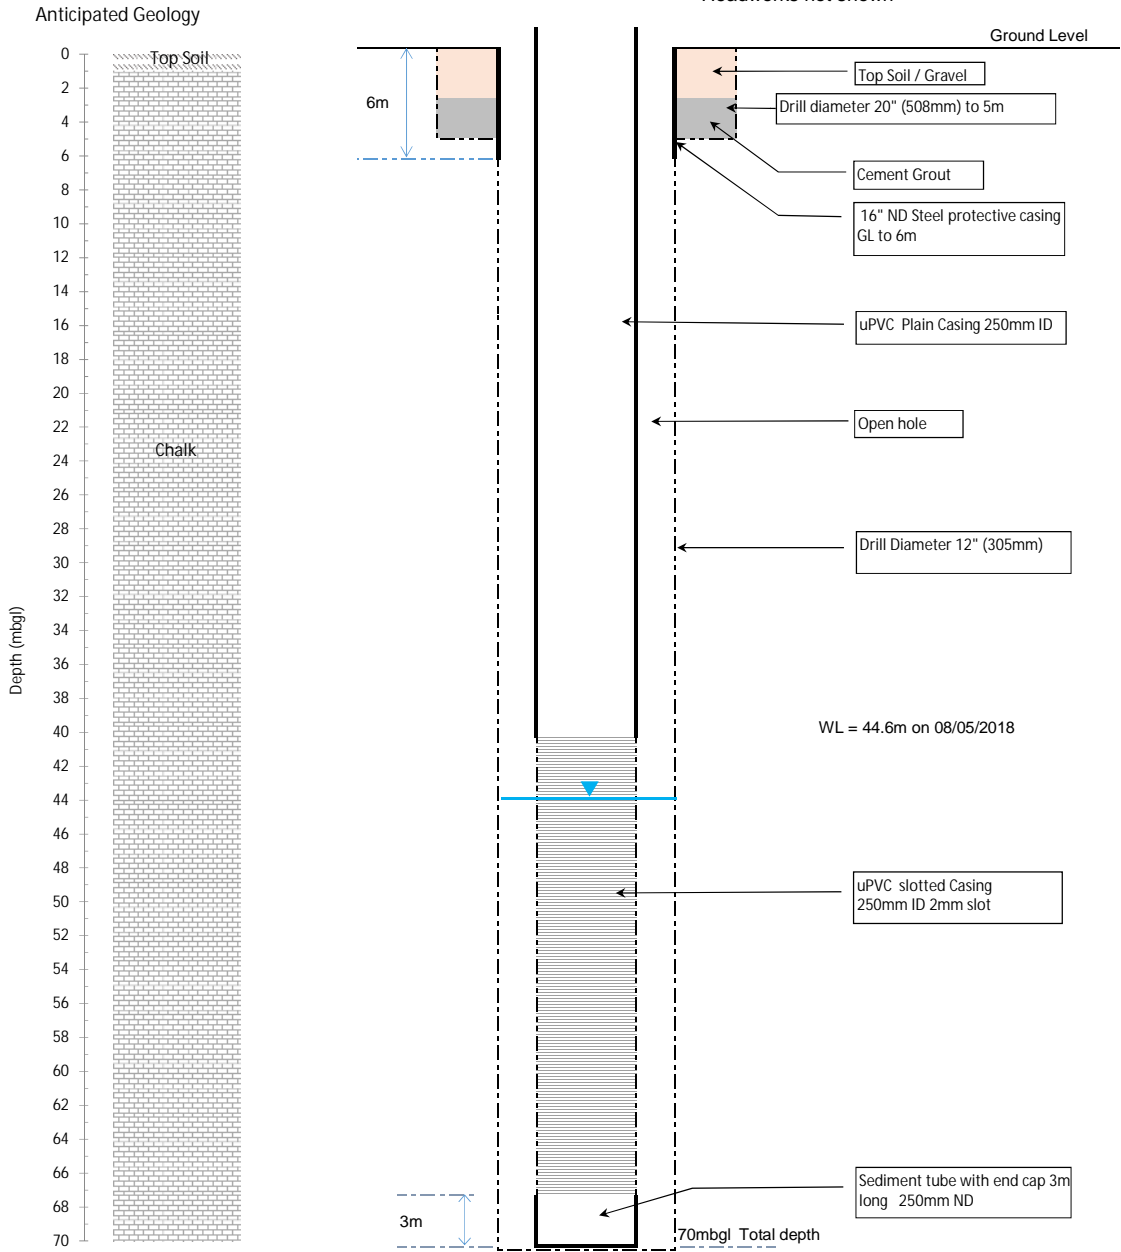 Headworks not shown
Anticipated Geology
Ground Level
0
2
4
6
8
10
12
14
16
18
20
22
24
26
28
30
32
34
36
38
40
42
44
46
48
50
52
54
56
58
60
62
64
66
68
70
Depth (mbgl)
Top Soil
Chalk
6m
Top Soil / Gravel
Drill diameter 20" (508mm) to 5m
Cement Grout
16" ND Steel protective casing
GL to 6m
uPVC Plain Casing 250mm ID
Open hole
Drill Diameter 12" (305mm)
WL = 44.6m on 08/05/2018
uPVC slotted Casing
250mm ID 2mm slot
Sediment tube with end cap 3m
long 250mm ND
3m
70mbgl Total depth